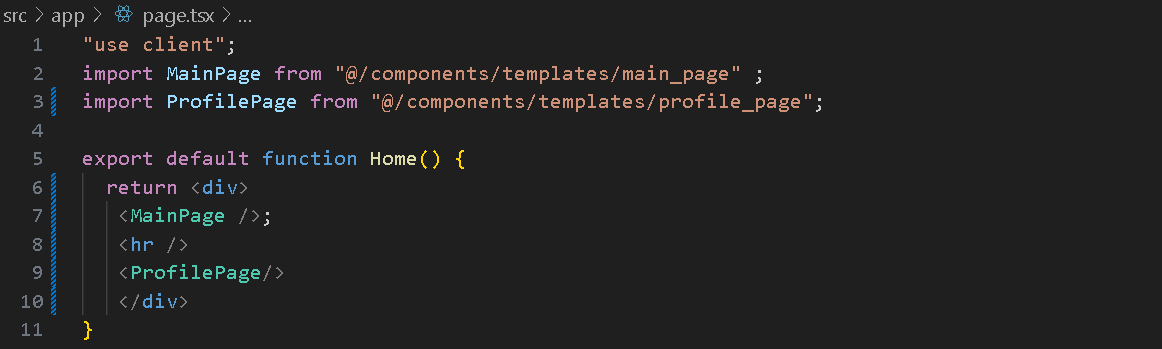 src > app > page.tsx > ...
1 "use client";
2 import MainPage from "@/components/templates/main_page" ;
3 import ProfilePage from "@/components/templates/profile_page";
4
5 export default function Home() {
6 return <div>
7 <MainPage />;
8 <hr />
9 <ProfilePage/>
10 </div>
11 }